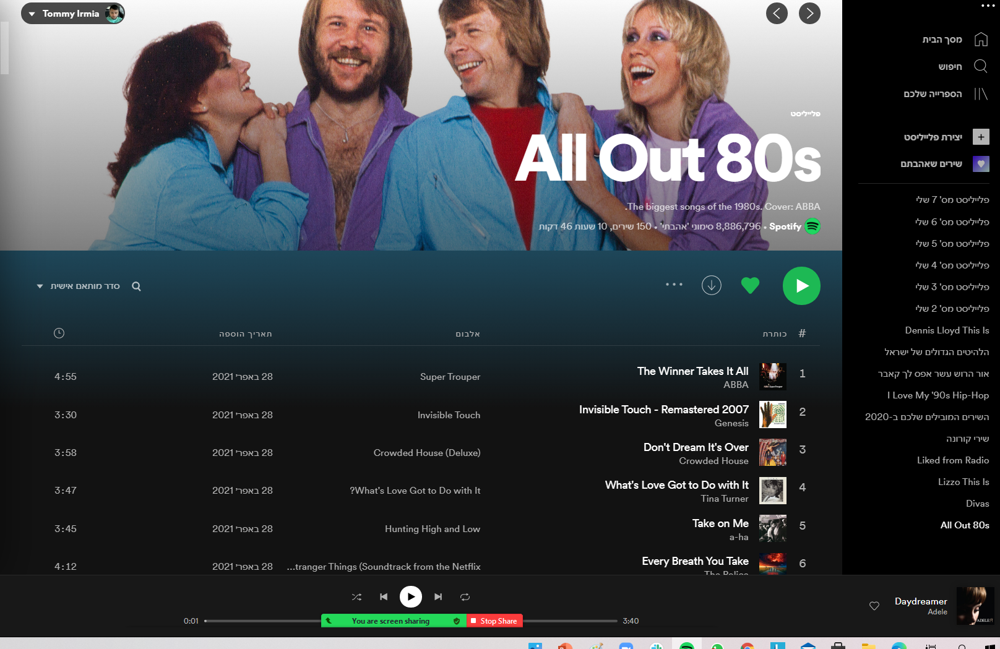 Tommy Irmia
מסך הבית
חיפוש
הספרייה שלכם
יצירת פלייליסט
שירים שאהבתם
פלייליסט מס' 7 שלי
פלייליסט מס' 6 שלי
פלייליסט מס' 5 שלי
פלייליסט מס' 4 שלי
פלייליסט מס' 3 שלי
פלייליסט מס' 2 שלי
Dennis Lloyd This Is
הלהיטים הגדולים של ישראל
אור הרוש עשר אפס לך קאבר
I Love My '90s Hip-Hop
השירים המובילים שלכם ב-2020
שירי קורונה
Liked from Radio
Lizzo This Is
Divas
All Out 80s
פלייליסט
All Out 80s
.The biggest songs of the 1980s. Cover: ABBA
Spotify • 8,886,796 סימוני 'אהבתי' • 150 שירים, 10 שעות 46 דקות
סדר מותאם אישית
# כותרת אלבום תאריך הוספה
1 The Winner Takes It All Super Trouper 28 באפר׳ 2021 4:55
ABBA
2 Invisible Touch - Remastered 2007 Invisible Touch 28 באפר׳ 2021 3:30
Genesis
3 Don't Dream It's Over Crowded House (Deluxe) 28 באפר׳ 2021 3:58
Crowded House
4 What's Love Got to Do with It ?What's Love Got to Do with It 28 באפר׳ 2021 3:47
Tina Turner
5 Take on Me Hunting High and Low 28 באפר׳ 2021 3:45
a-ha
6 Every Breath You Take ...tranger Things (Soundtrack from the Netflix 28 באפר׳ 2021 4:12
The Police
Daydreamer
Adele
0:01 You are screen sharing Stop Share 3:40